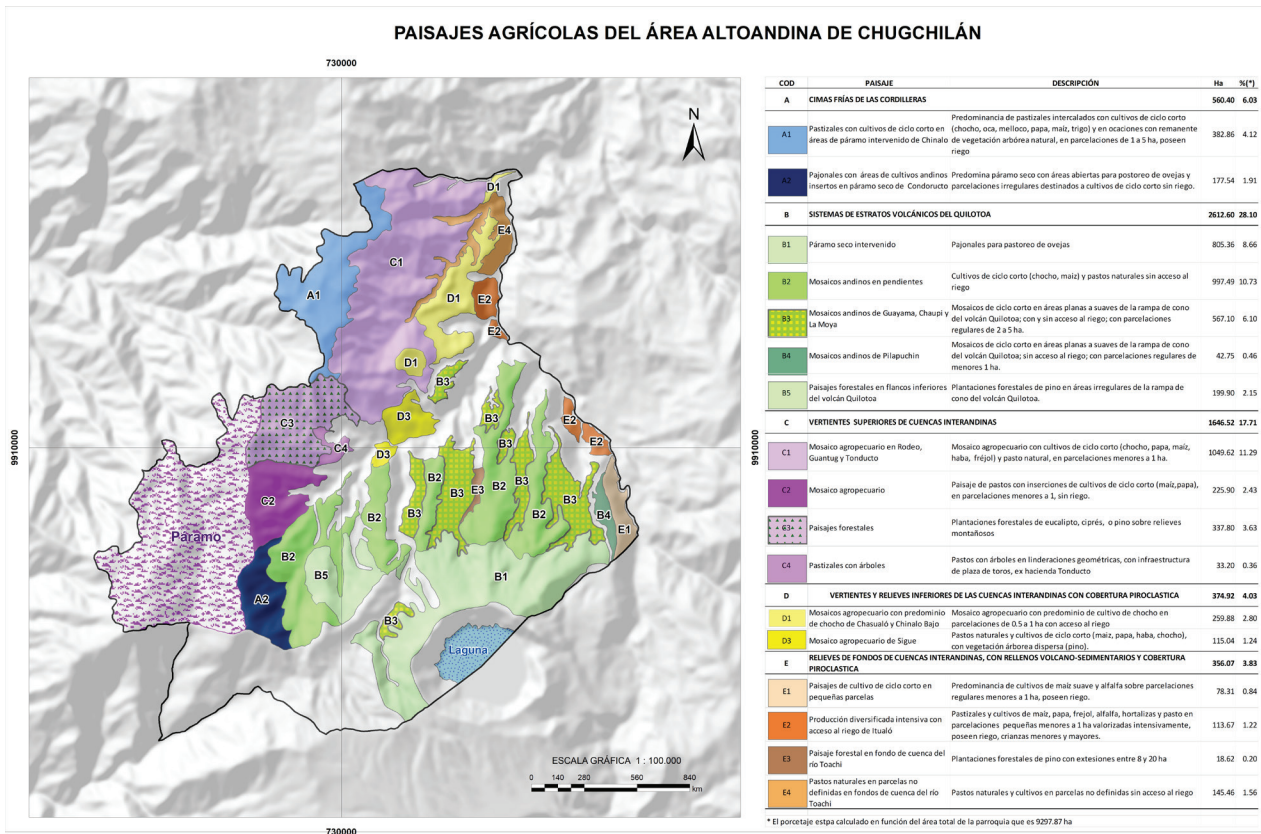 PAISAJES AGRÍCOLAS DEL ÁREA ALTOANDINA DE CHUGCHILÁN
730000
N
D1
E4
C1
A1
D1
E2
E2
D1
B3
D3
B3
E2
C3
C4
D3
B3
E2
9910000
9910000
B2
B3
E3
B2
B3
B3
C2
B2
B3
B2
B4
E1
Páramo
B2
B5
B1
A2
B3
Laguna
ESCALA GRÁFICA 1 : 100.000
0 140 280 560 840
km
730000
COD PAISAJE DESCRIPCIÓN Ha %(*)
A CIMAS FRÍAS DE LAS CORDILLERAS 560.40 6.03
A1 Pastizales con cultivos de ciclo corto en áreas de páramo intervenido de Chinalo
Predominancia de pastizales intercalados con cultivos de ciclo corto
(chocho, oca, melloco, papa, maíz, trigo) y en ocaciones con remanente
de vegetación arbórea natural, en parcelaciones de 1 a 5 ha, poseen
riego
382.86 4.12
A2 Pajonales con áreas de cultivos andinos
insertos en páramo seco de Condoructo
Predomina páramo seco con áreas abiertas para postoreo de ovejas y
parcelaciones irregulares destinados a cultivos de ciclo corto sin riego.
177.54 1.91
B SISTEMAS DE ESTRATOS VOLCÁNICOS DEL QUILOTOA 2612.60 28.10
B1 Páramo seco intervenido Pajonales para pastoreo de ovejas 805.36 8.66
B2 Mosaicos andinos en pendientes
Cultivos de ciclo corto (chocho, maiz) y pastos naturales sin acceso al
riego
997.49 10.73
B3 Mosaicos andinos de Guayama, Chaupi y
La Moya
Mosaicos de ciclo corto en áreas planas a suaves de la rampa de cono
del volcán Quilotoa; con y sin acceso al riego; con parcelaciones
regulares de 2 a 5 ha.
567.10 6.10
B4 Mosaicos andinos de Pilapuchin
Mosaicos de ciclo corto en áreas planas a suaves de la rampa de cono
del volcán Quilotoa; sin acceso al riego; con parcelaciones regulares de
menores 1 ha.
42.75 0.46
B5 Paisajes forestales en flancos inferiores
del volcán Quilotoa
Plantaciones forestales de pino en áreas irregulares de la rampa de
cono del volcán Quilotoa.
199.90 2.15
C VERTIENTES SUPERIORES DE CUENCAS INTERANDINAS 1646.52 17.71
C1 Mosaico agropecuario en Rodeo,
Guantug y Tonducto
Mosaico agropecuario con cultivos de ciclo corto (chocho, papa, maíz,
haba, fréjol) y pasto natural, en parcelaciones menores a 1 ha.
1049.62 11.29
C2 Mosaico agropecuario
Paisaje de pastos con inserciones de cultivos de ciclo corto (maíz,papa),
en parcelaciones menores a 1, sin riego.
225.90 2.43
C3 Paisajes forestales
Plantaciones forestales de eucalipto, ciprés, o pino sobre relieves
montañosos
337.80 3.63
C4 Pastizales con árboles
Pastos con árboles en linderaciones geométricas, con infraestructura
de plaza de toros, ex hacienda Tonducto
33.20 0.36
D VERTIENTES Y RELIEVES INFERIORES DE LAS CUENCAS INTERANDINAS CON COBERTURA PIROCLASTICA 374.92 4.03
D1 Mosaicos agropecuario con predominio
de chocho de Chasualó y Chinalo Bajo
Mosaico agropecuario con predominio de cultivo de chocho en
parcelaciones de 0.5 a 1 ha con acceso al riego
259.88 2.80
D3 Mosaico agropecuario de Sigue
Pastos naturales y cultivos de ciclo corto (maiz, papa, haba, chocho),
con vegetación árborea dispersa (pino).
115.04 1.24
E RELIEVES DE FONDOS DE CUENCAS INTERANDINAS, CON RELLENOS VOLCANO-SEDIMENTARIOS Y COBERTURA
PIROCLASTICA
356.07 3.83
E1 Paisajes de cultivo de ciclo corto en
pequeñas parcelas
Predominancia de cultivos de maíz suave y alfalfa sobre parcelaciones
regulares menores a 1 ha, poseen riego.
78.31 0.84
E2 Producción diversificada intensiva con
acceso al riego de Itualó
Pastizales y cultivos de maíz, papa, frejol, alfalfa, hortalizas y pasto en
parcelaciones pequeñas menores a 1 ha valorizadas intensivamente,
poseen riego, crianzas menores y mayores.
113.67 1.22
E3 Paisaje forestal en fondo de cuenca del
río Toachi
Plantaciones forestales de pino con extesiones entre 8 y 20 ha
18.62 0.20
E4 Pastos naturales en parcelas no
definidas en fondos de cuenca del río
Toachi
Pastos naturales y cultivos en parcelas no definidas sin acceso al riego
145.46 1.56
* El porcetaje estpa calculado en función del área total de la parroquia que es 9297.87 ha